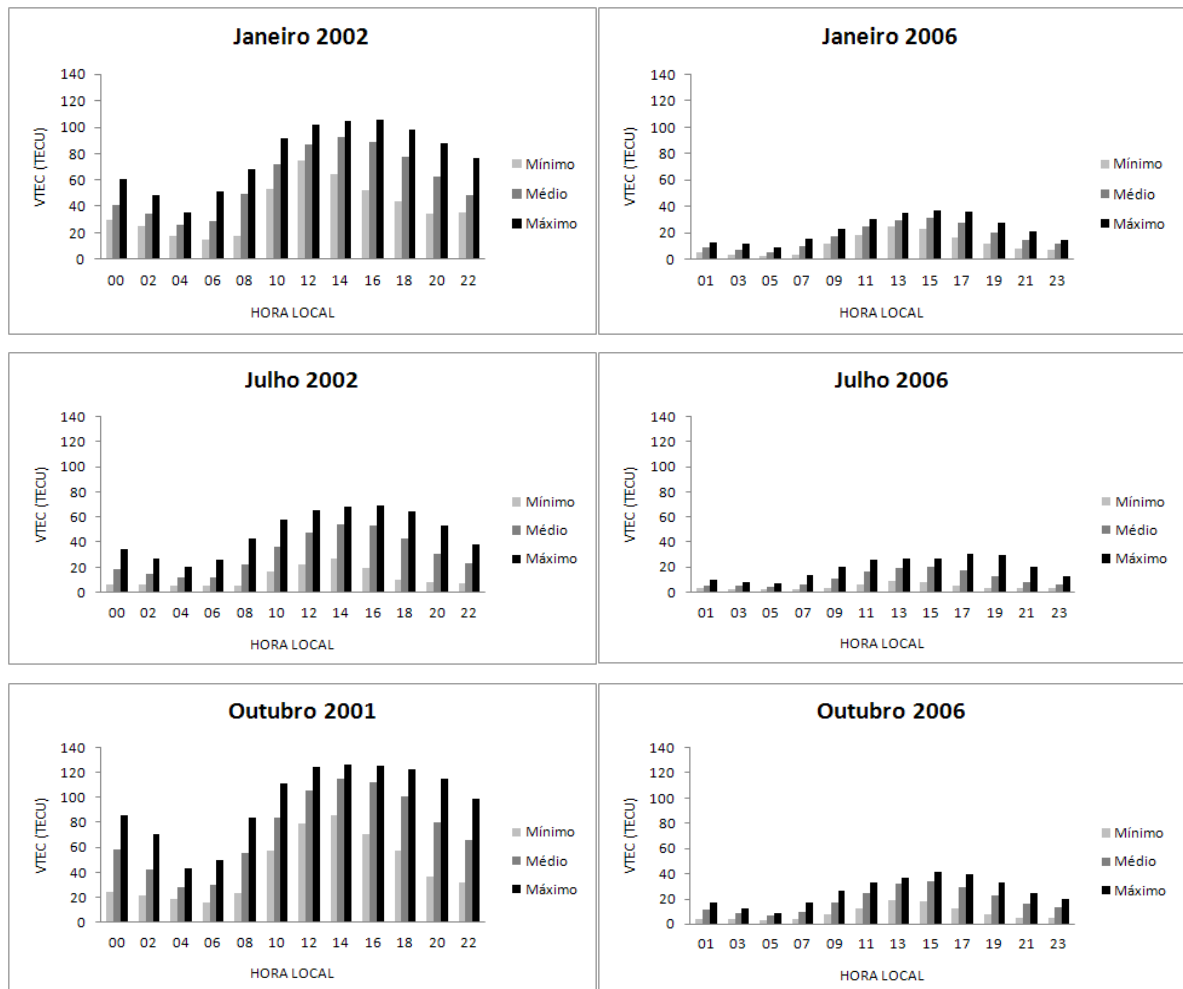 Janeiro 2002
VTEC (TECU)
140
120
100
80
60
40
20
0
00 02 04 06 08 10 12 14 16 18 20 22
HORA LOCAL
Mínimo
Médio
Máximo
Janeiro 2006
VTEC (TECU)
140
120
100
80
60
40
20
0
01 03 05 07 09 11 13 15 17 19 21 23
HORA LOCAL
Mínimo
Médio
Máximo
Julho 2002
VTEC (TECU)
140
120
100
80
60
40
20
0
00 02 04 06 08 10 12 14 16 18 20 22
HORA LOCAL
Mínimo
Médio
Máximo
Julho 2006
VTEC (TECU)
140
120
100
80
60
40
20
0
01 03 05 07 09 11 13 15 17 19 21 23
HORA LOCAL
Mínimo
Médio
Máximo
Outubro 2001
VTEC (TECU)
140
120
100
80
60
40
20
0
00 02 04 06 08 10 12 14 16 18 20 22
HORA LOCAL
Mínimo
Médio
Máximo
Outubro 2006
VTEC (TECU)
140
120
100
80
60
40
20
0
01 03 05 07 09 11 13 15 17 19 21 23
HORA LOCAL
Mínimo
Médio
Máximo